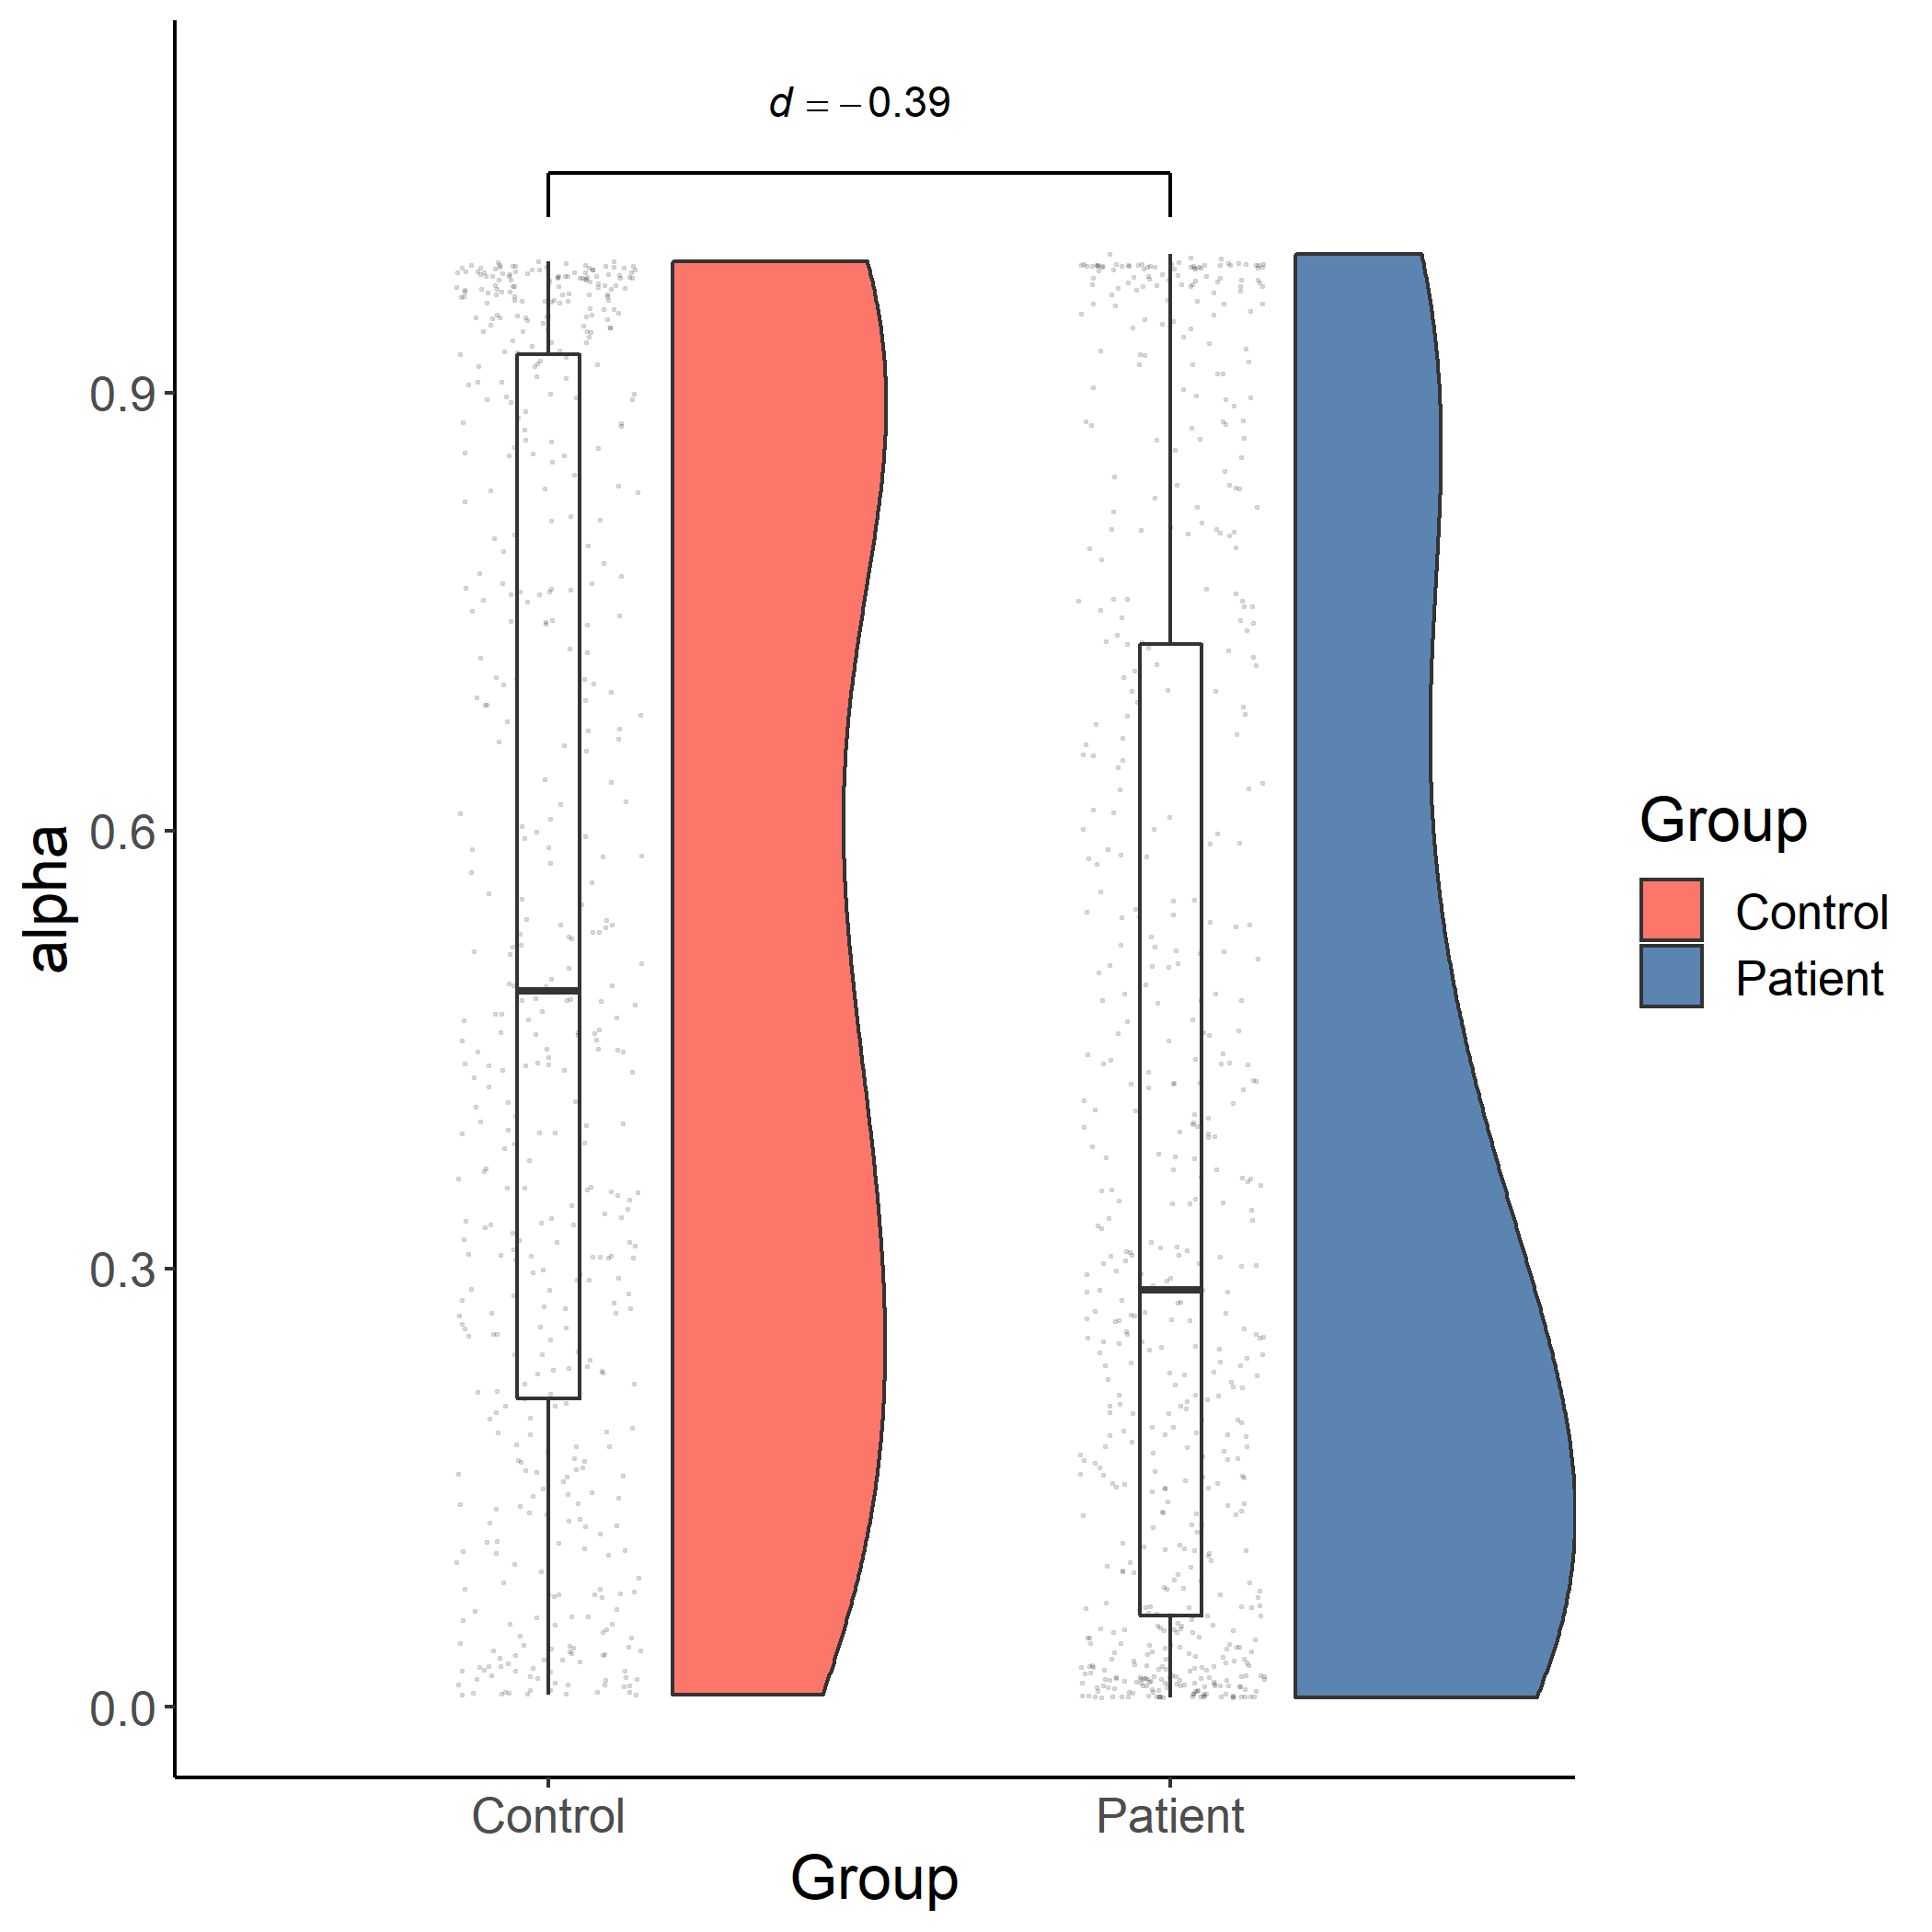 d = − 0.39
0.9
0.6
0.3
0.0
alpha
Control
Patient
Group
Group
Control
Patient